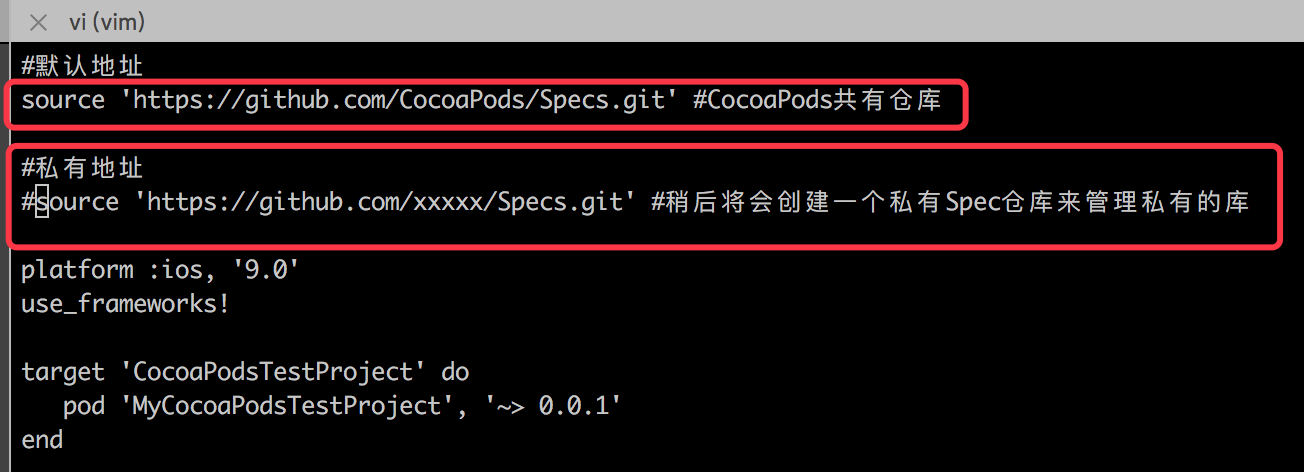 vi (vim)
#默认地址
source 'https://github.com/CocoaPods/Specs.git' #CocoaPods共有仓库
#私有地址
#source 'https://github.com/xxxxx/Specs.git' #稍后将会创建一个私有Spec仓库来管理私有的库
platform :ios, '9.0'
use_frameworks!
target 'CocoaPodsTestProject' do
   pod 'MyCocoaPodsTestProject', '~> 0.0.1'
end